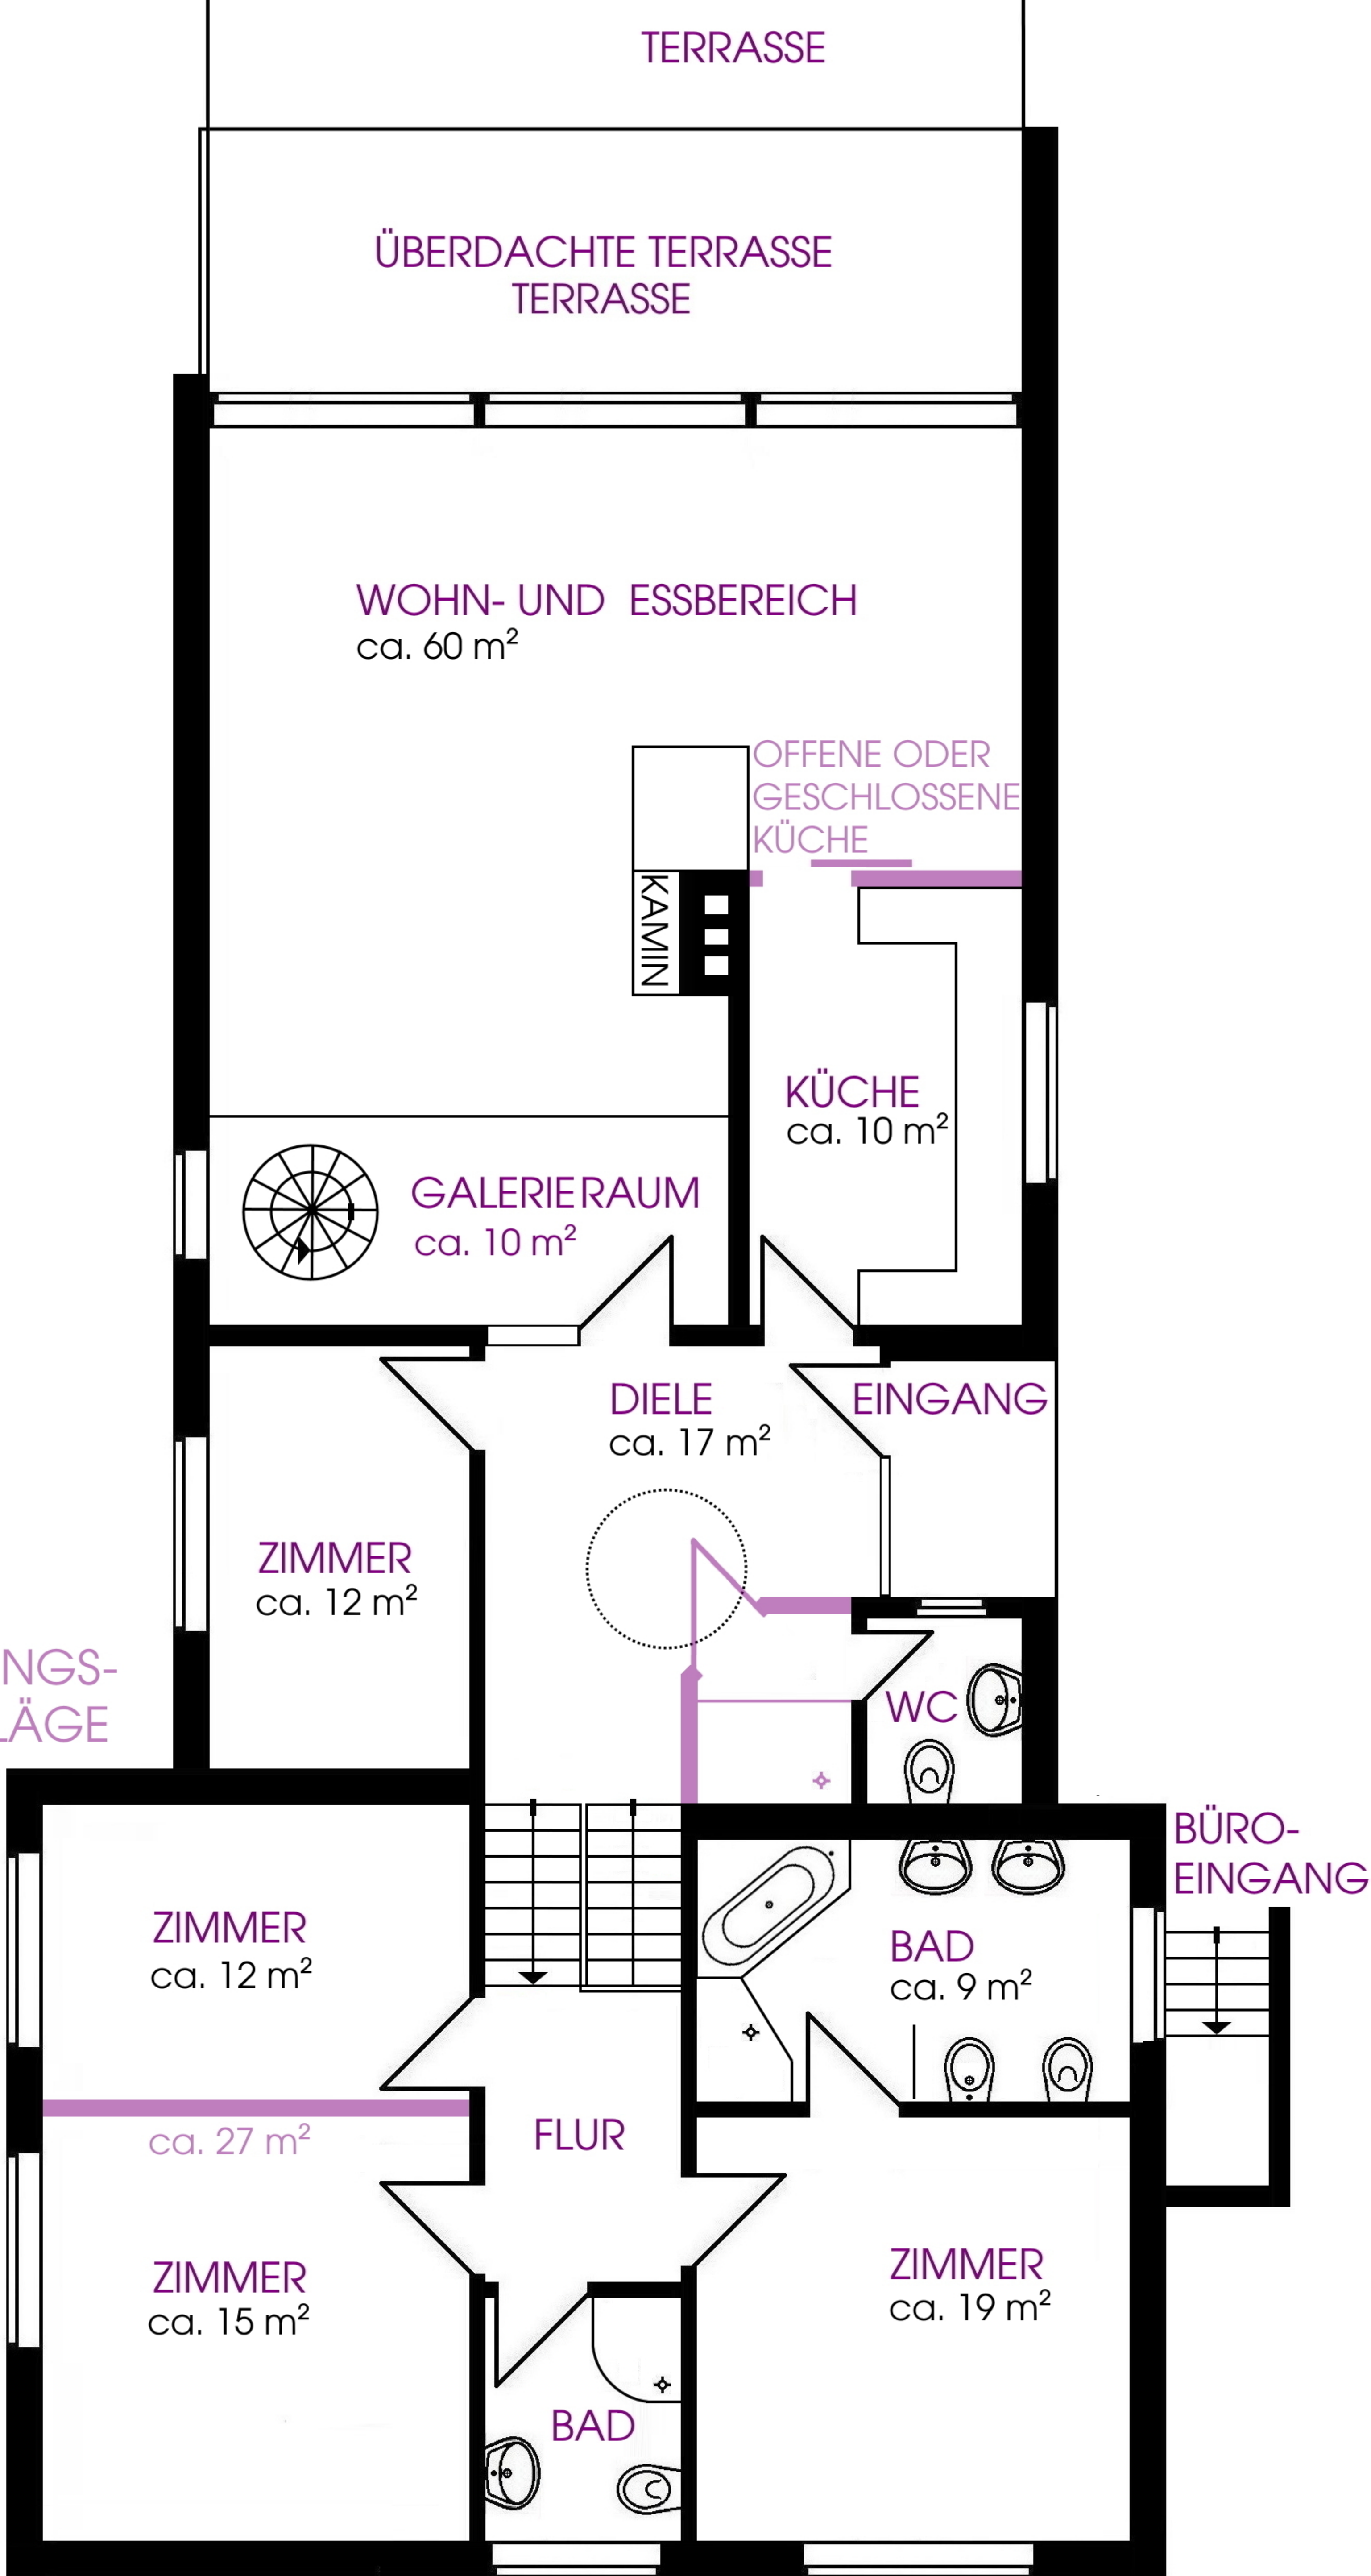 TERRASSE
ÜBERDACHTE TERRASSE
TERRASSE
WOHN- UND ESSBEREICH
ca. 60 m²
OFFENE ODER
GESCHLOSSENE
KÜCHE
KAMIN
KÜCHE
ca. 10 m²
GALERIERAUM
ca. 10 m²
DIELE
ca. 17 m²
EINGANG
ZIMMER
ca. 12 m²
NGS-
LÄGE
WC
BÜRO-
EINGANG
ZIMMER
ca. 12 m²
BAD
ca. 9 m²
FLUR
ca. 27 m²
ZIMMER
ca. 15 m²
ZIMMER
ca. 19 m²
BAD